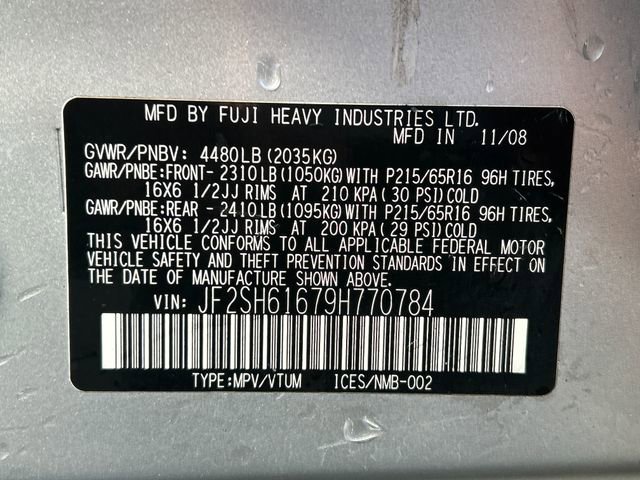 MFD BY FUJI HEAVY INDUSTRIES LTD.
MFD IN 11/08
GVWR/PNBV: 4480LB (2035KG)
GAWR/PNBE:FRONT- 2310LB (1050KG) WITH P215/65R16 96H TIRES,
16X6 1/2JJ RIMS AT 210 KPA ( 30 PSI) COLD
GAWR/PNBE:REAR - 2410LB (1095KG) WITH P215/65R16 96H TIRES,
16X6 1/2JJ RIMS AT 200 KPA ( 29 PSI) COLD
THIS VEHICLE CONFORMS TO ALL APPLICABLE FEDERAL MOTOR
VEHICLE SAFETY AND THEFT PREVENTION STANDARDS IN EFFECT ON
THE DATE OF MANUFACTURE SHOWN ABOVE.
VIN: JF2SH61679H770784
TYPE:MPV/VTUM ICES/NMB-002